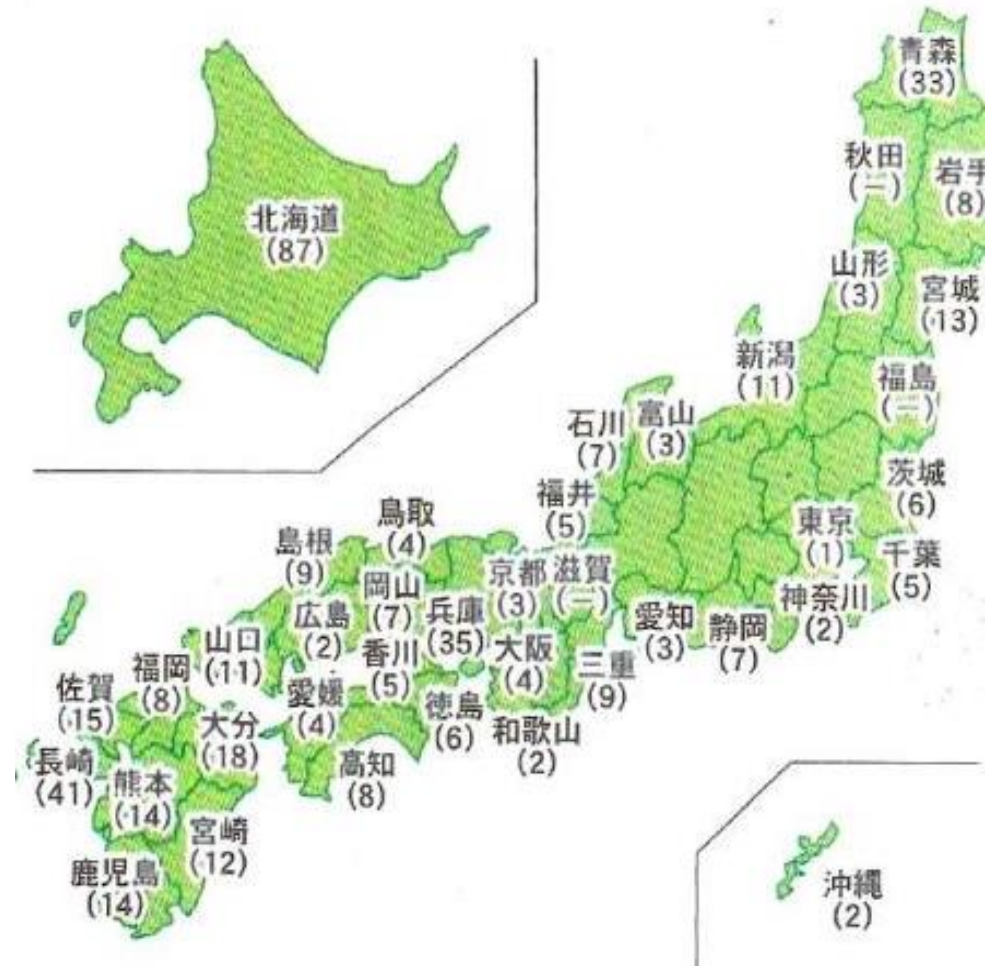 青森
(33)
秋田
(－)
岩手
(8)
北海道
(87)
山形
(3)
宮城
(13)
新潟
(11)
福島
(－)
富山
(3)
石川
(7)
茨城
(6)
福井
(5)
鳥取
(4)
東京
(1)
千葉
(5)
島根
(9)
岡山
(7)
京都
(3)
滋賀
(－)
神奈川
(2)
兵庫
(35)
広島
(2)
愛知
(3)
静岡
(7)
山口
(11)
香川
(5)
大阪
(4)
三重
(9)
福岡
(8)
佐賀
(15)
愛媛
(4)
徳島
(6)
和歌山
(2)
大分
(18)
長崎
(41)
熊本
(14)
高知
(8)
宮崎
(12)
鹿児島
(14)
沖縄
(2)